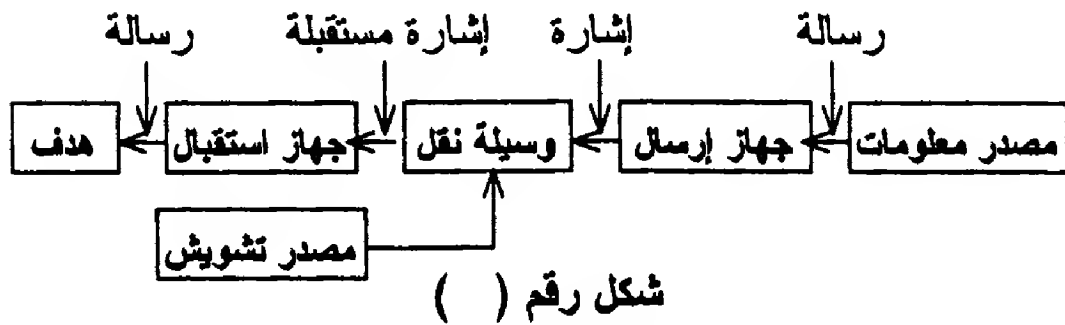 رسالة إشارة إشارة مستقبلة رسالة
مصدر معلومات جهاز إرسال وسيلة نقل جهاز استقبال هدف
مصدر تشويش
شكل رقم ( )